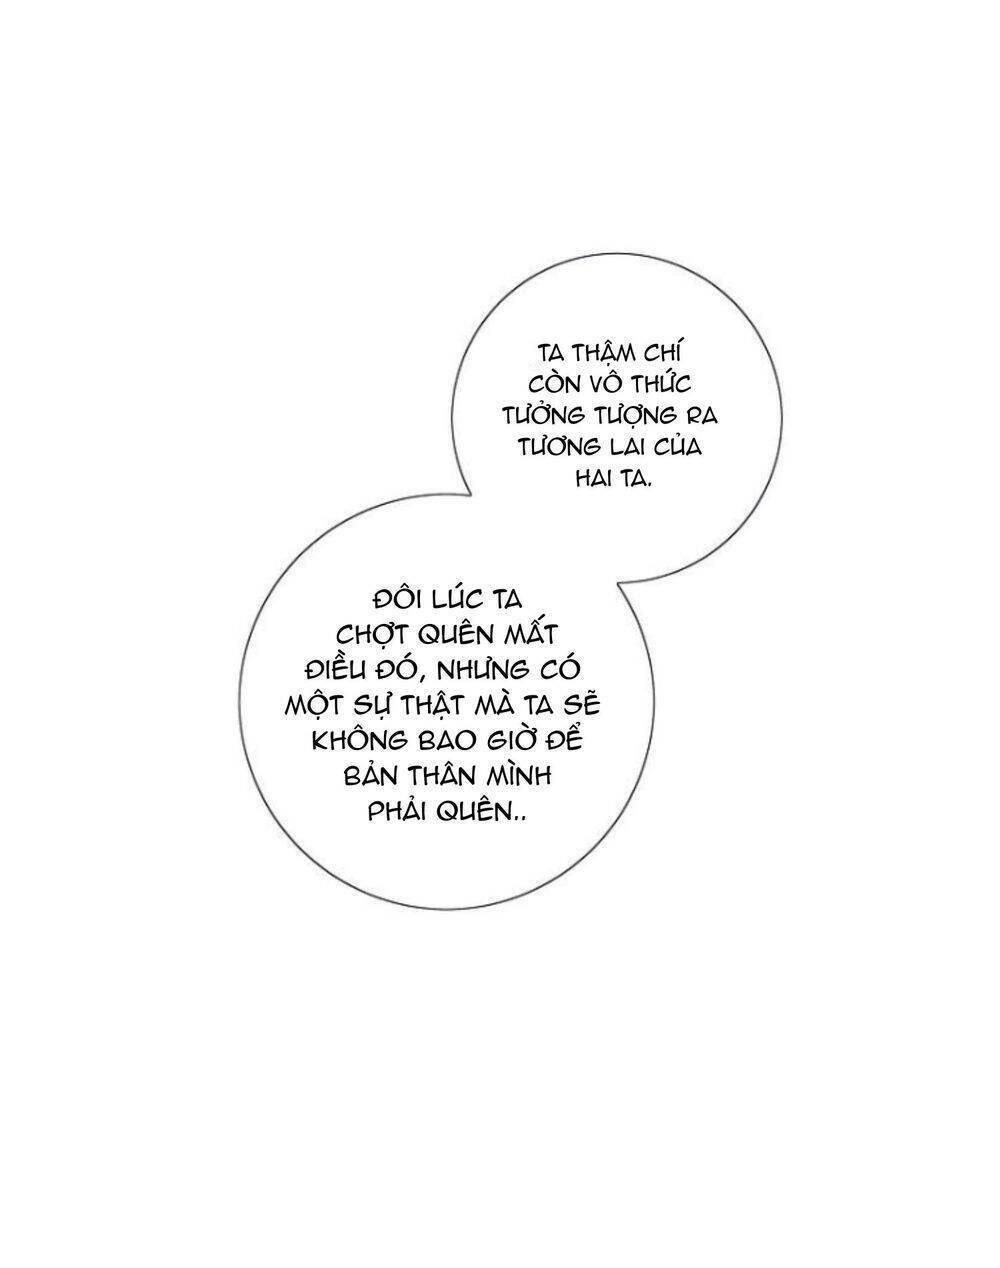 TA THẬM CHÍ
CÒN VÔ THỨC
TƯỞNG TƯỢNG RA
TƯƠNG LAI CỦA
HAI TA.
ĐÔI LÚC TA
CHỢT QUÊN MẤT
ĐIỀU ĐÓ, NHƯNG CÓ
MỘT SỰ THẬT MÀ TA SẼ
KHÔNG BAO GIỜ ĐỂ
BẢN THÂN MÌNH
PHẢI QUÊN..